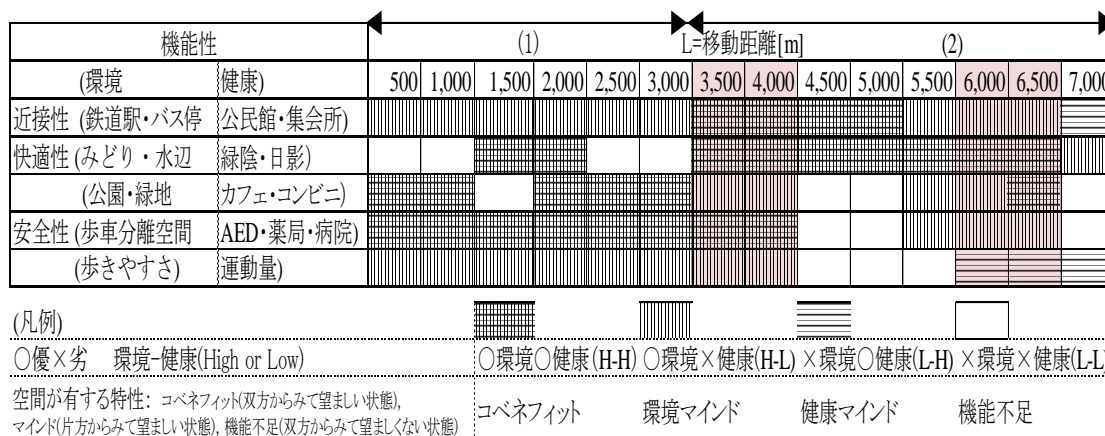 機能性 (1) L=移動距離[m] (2)
(環境 健康) 500 1,000 1,500 2,000 2,500 3,000 3,500 4,000 4,500 5,000 5,500 6,000 6,500 7,000
近接性 (鉄道駅・バス停 公民館・集会所)
快適性 (みどり・水辺 緑陰・日影)
(公園・緑地 カフェ・コンビニ)
安全性 (歩車分離空間 AED・薬局・病院)
(歩きやすさ) 運動量)
(凡例)
○優×劣 環境-健康(High or Low) ○環境○健康(H-H) ○環境×健康(H-L) ×環境○健康(L-H) ×環境×健康(L-L)
空間が有する特性: コベネフィット(双方からみて望ましい状態),
マインド(片方からみて望ましい状態), 機能不足(双方からみて望ましくない状態)
コベネフィット 環境マインド 健康マインド 機能不足